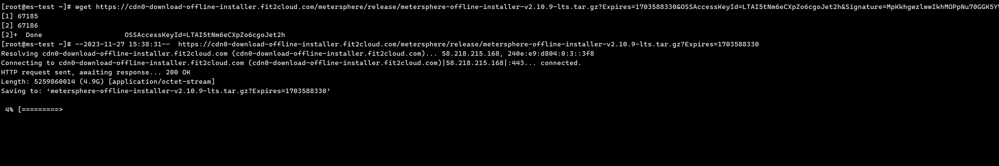 [root@ms-test ~]# wget https://cdn0-download-offline-installer.fit2cloud.com/metersphere/release/metersphere-offline-installer-v2.10.9-lts.tar.gz?Expires=1703588330&OSSAccessKeyId=LTAI5tNm6eCXpZo6cgoJet2h&Signature=MpKkhgwzlwwIkhMOPpNu70GGK5Y
[1] 67185
[2] 67186
[2]+  Done                    OSSAccessKeyId=LTAI5tNm6eCXpZo6cgoJet2h
[root@ms-test ~]# --2023-11-27 15:38:31--  https://cdn0-download-offline-installer.fit2cloud.com/metersphere/release/metersphere-offline-installer-v2.10.9-lts.tar.gz?Expires=1703588330
Resolving cdn0-download-offline-installer.fit2cloud.com (cdn0-download-offline-installer.fit2cloud.com)... 58.218.215.168, 240e:e9:d804:0:3::3f8
Connecting to cdn0-download-offline-installer.fit2cloud.com (cdn0-download-offline-installer.fit2cloud.com)|58.218.215.168|:443... connected.
HTTP request sent, awaiting response... 200 OK
Length: 5259860014 (4.9G) [application/octet-stream]
Saving to: ‘metersphere-offline-installer-v2.10.9-lts.tar.gz?Expires=1703588330’
 4% [=========>